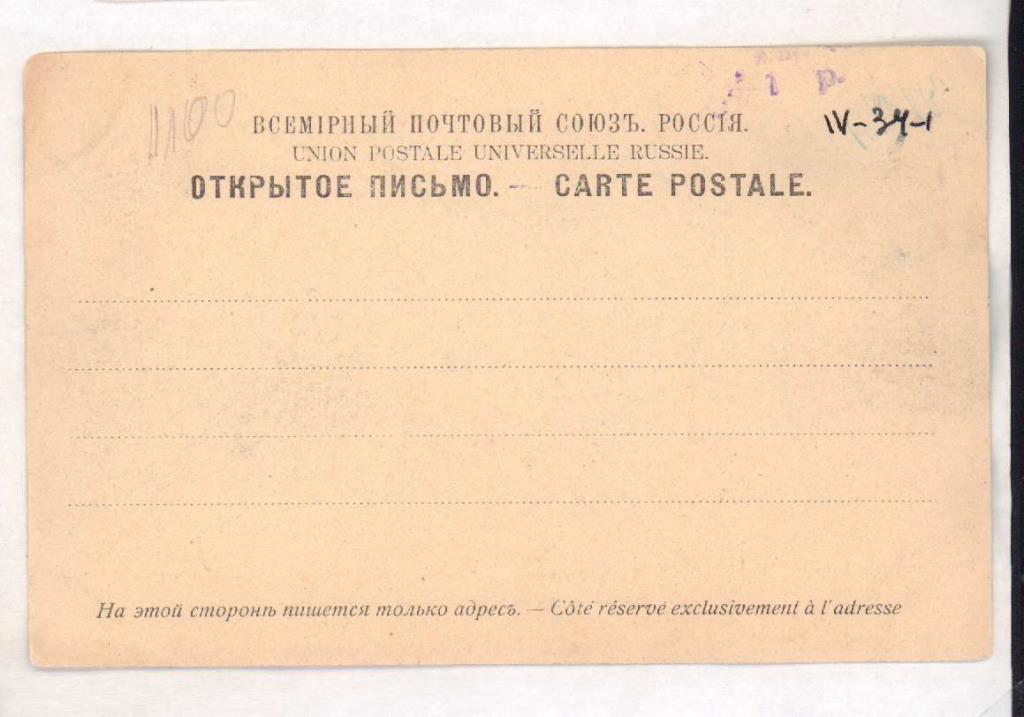 1 р.
1100
IV-34-1
ВСЕМІРНЫЙ ПОЧТОВЫЙ СОЮЗЪ. РОССІЯ.
UNION POSTALE UNIVERSELLE RUSSIE.
ОТКРЫТОЕ ПИСЬМО. — CARTE POSTALE.
На этой сторонѣ пишется только адресъ. — Côté réservé exclusivement à l'adresse